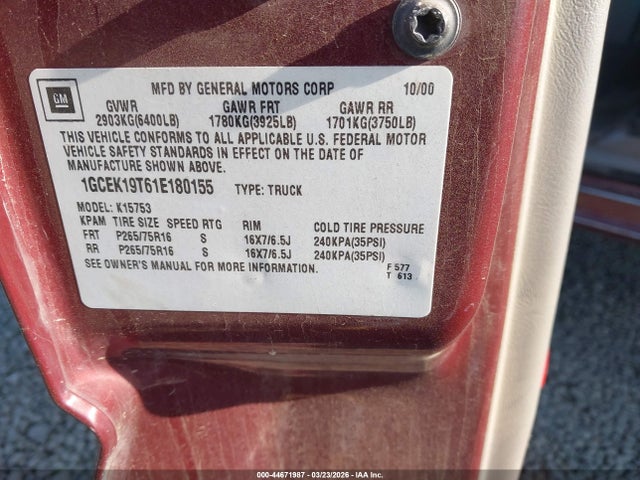 GM
MFD BY GENERAL MOTORS CORP 10/00
GVWR GAWR FRT GAWR RR
2903KG(6400LB) 1780KG(3925LB) 1701KG(3750LB)
THIS VEHICLE CONFORMS TO ALL APPLICABLE U.S. FEDERAL MOTOR
VEHICLE SAFETY STANDARDS IN EFFECT ON THE DATE OF
MANUFACTURE SHOWN ABOVE.
1GCEK19T61E180155 TYPE: TRUCK
MODEL: K15753
KPAM TIRE SIZE SPEED RTG RIM COLD TIRE PRESSURE
FRT P265/75R16 S 16X7/6.5J 240KPA(35PSI)
RR P265/75R16 S 16X7/6.5J 240KPA(35PSI)
SEE OWNER'S MANUAL FOR MORE INFORMATION.
F 577
T 613
000-44671987 - 03/23/2026 - IAA Inc.